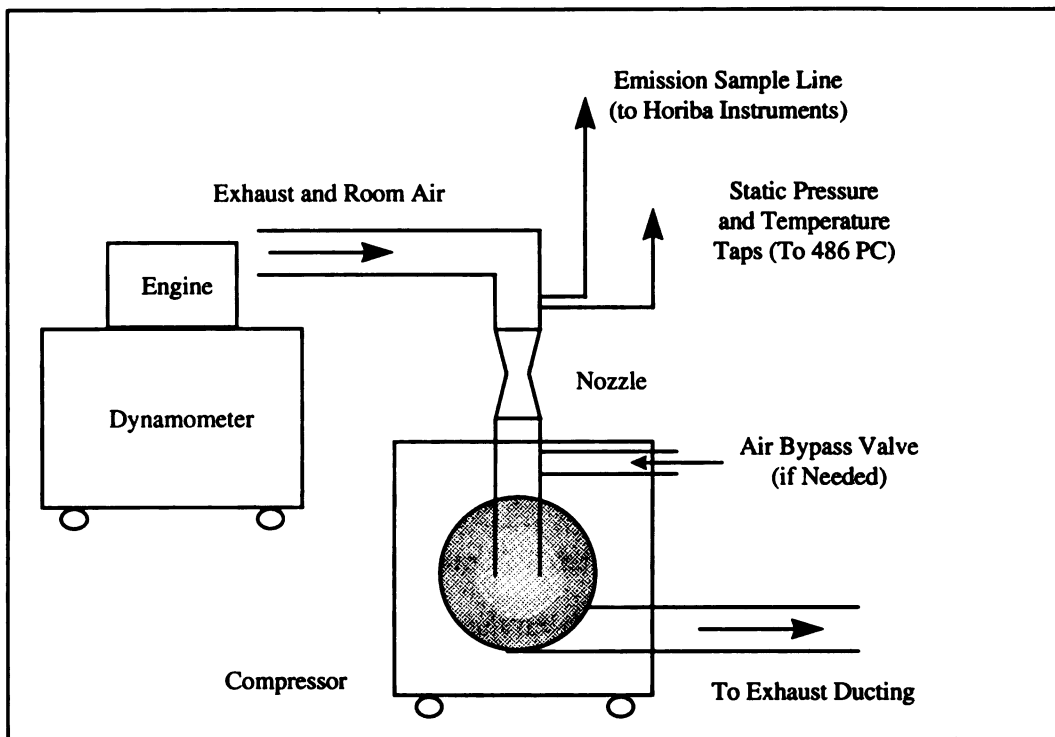 Emission Sample Line
(to Horiba Instruments)
Exhaust and Room Air
Static Pressure
and Temperature
Taps (To 486 PC)
Engine
Nozzle
Dynamometer
Air Bypass Valve
(if Needed)
Compressor
To Exhaust Ducting